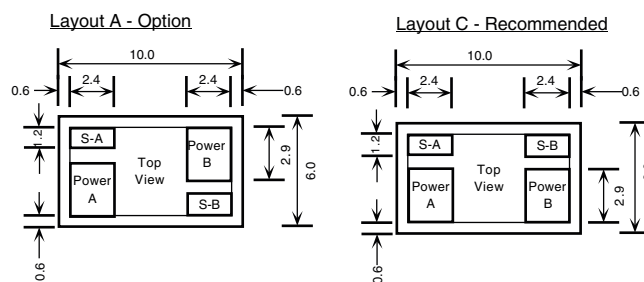 Layout A - Option
10.0
2.4
2.4
0.6
0.6
1.2
S-A
Power
B
Top
View
Power
A
S-B
2.9
6.0
0.6
Layout C - Recommended
10.0
2.4
2.4
0.6
0.6
1.2
S-A
S-B
Top
View
Power
A
Power
B
2.9
0.6